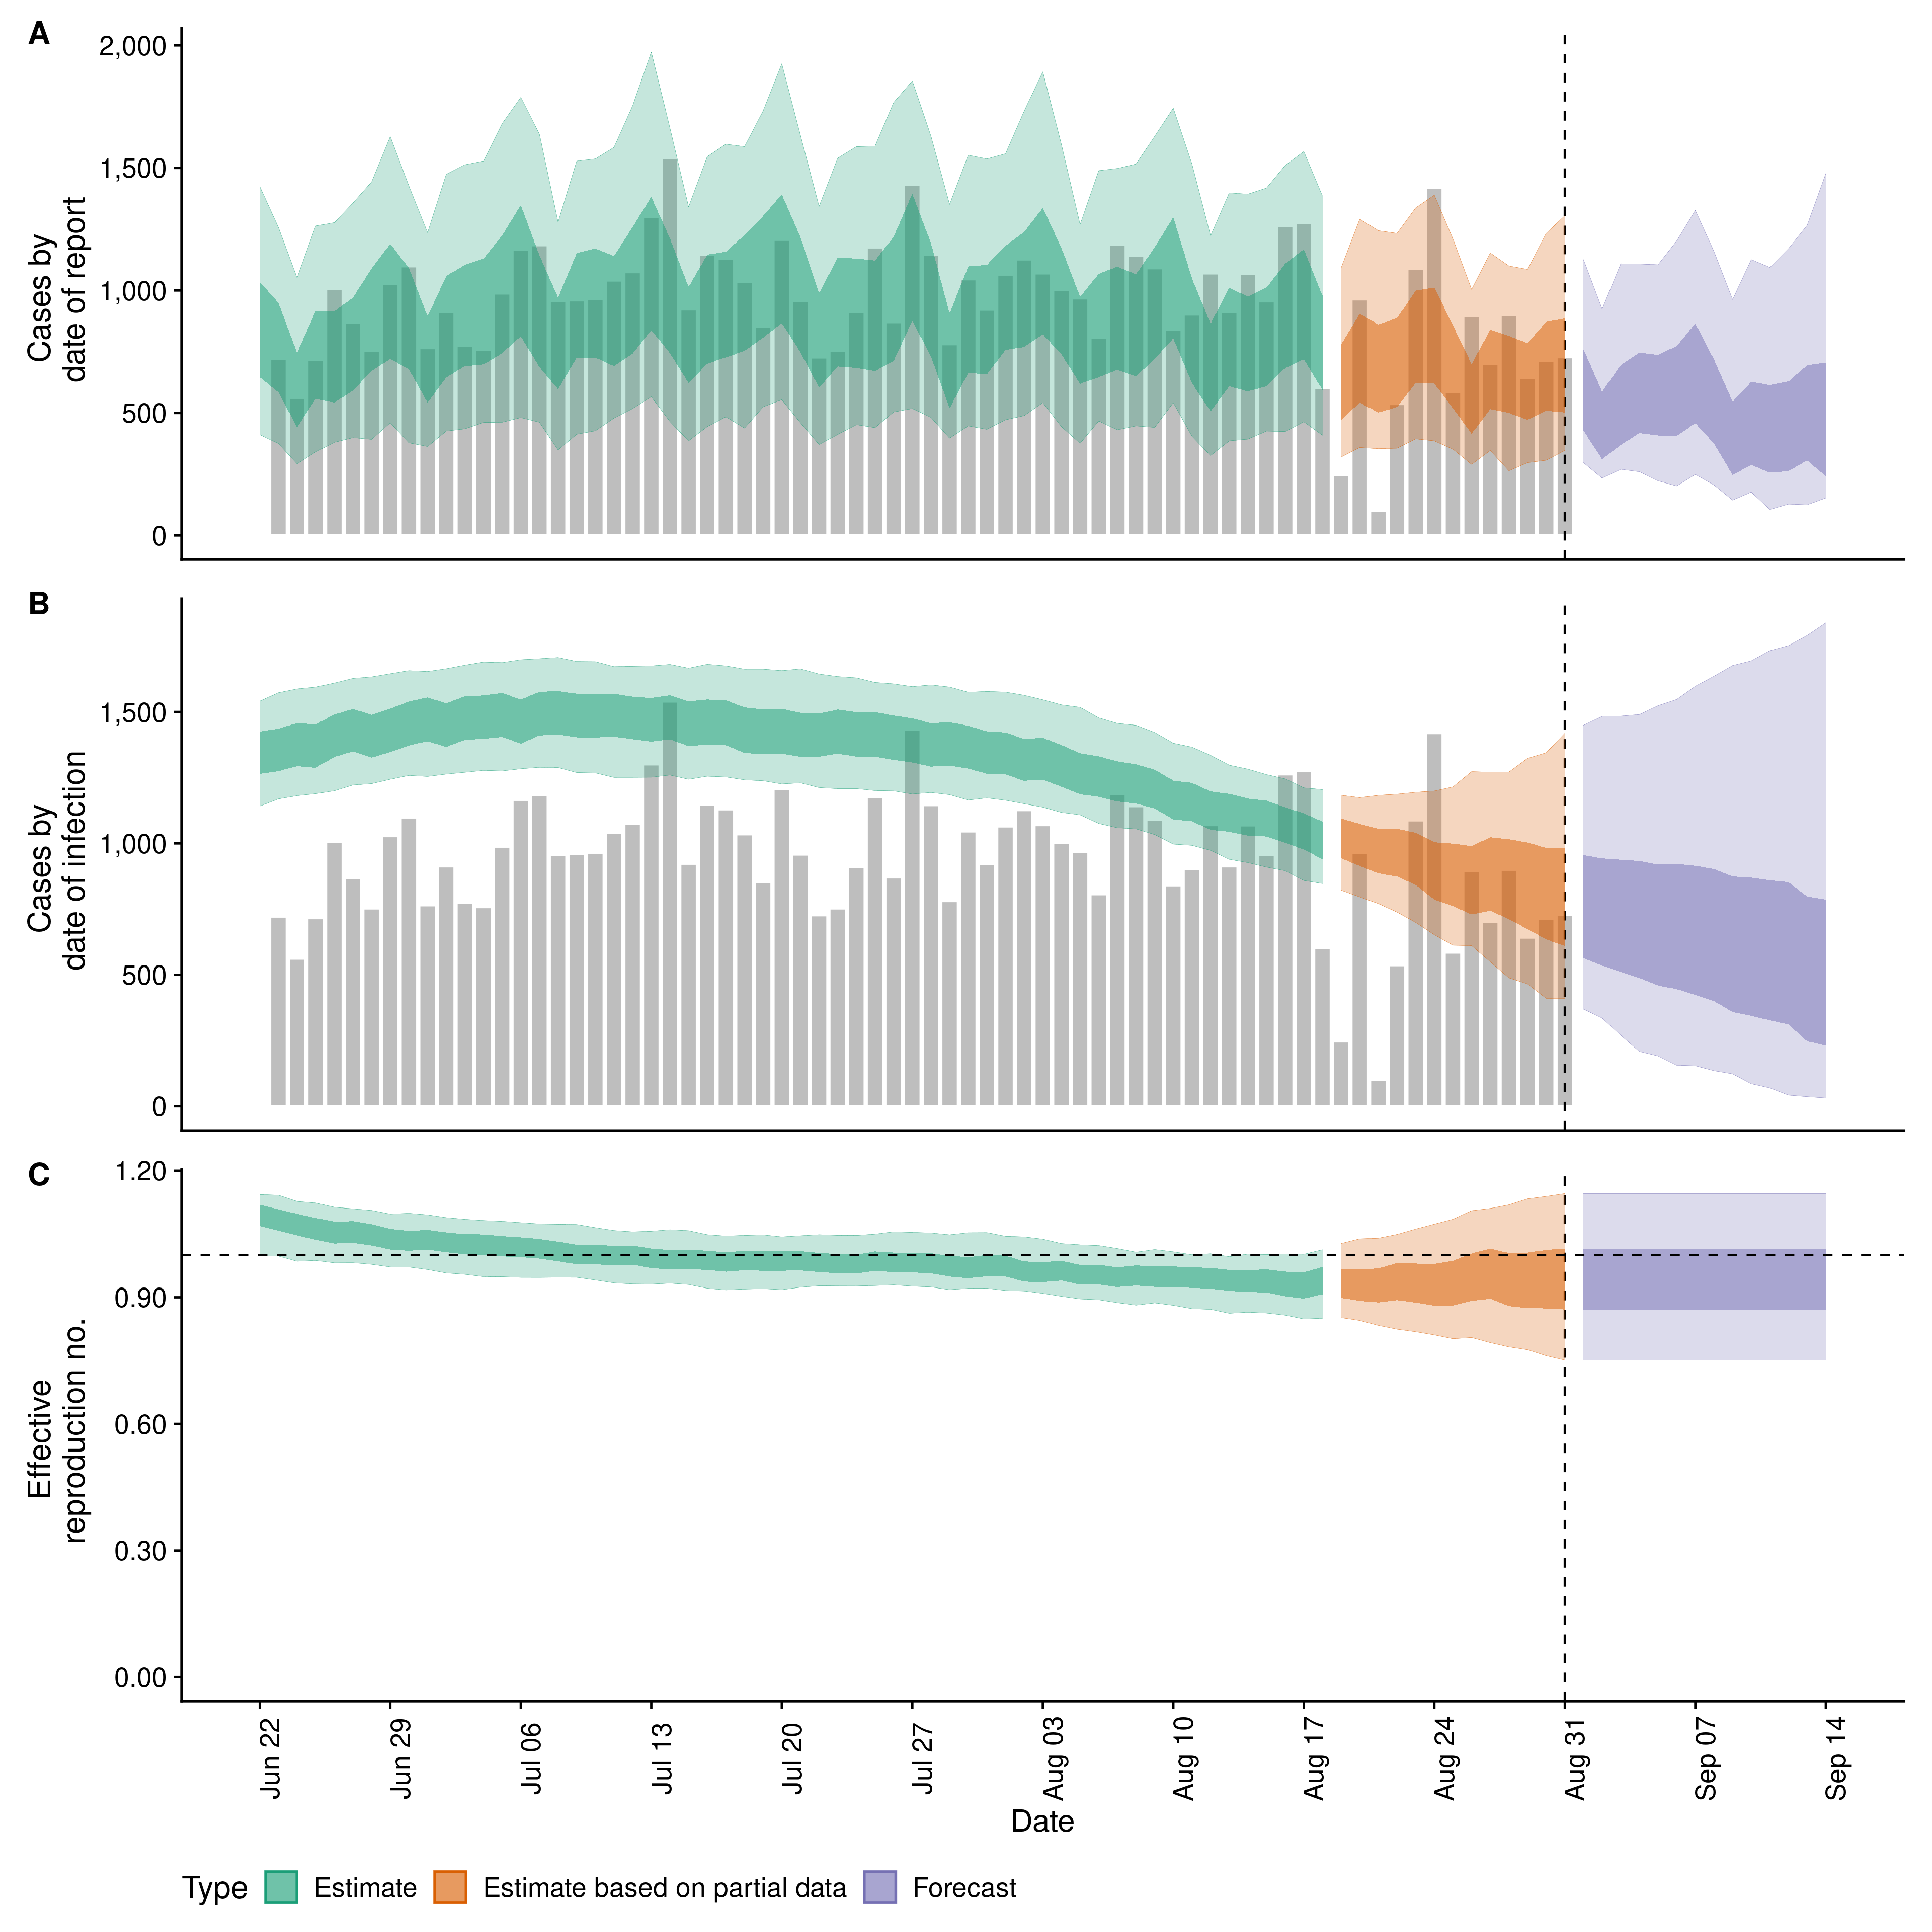 A
2,000
1,500
1,000
500
0
Cases by
date of report
B
1,500
1,000
500
0
Cases by
date of infection
C
1.20
0.90
0.60
0.30
0.00
Effective
reproduction no.
Jun 22
Jun 29
Jul 06
Jul 13
Jul 20
Jul 27
Aug 03
Aug 10
Aug 17
Aug 24
Aug 31
Sep 07
Sep 14
Date
Type Estimate Estimate based on partial data Forecast